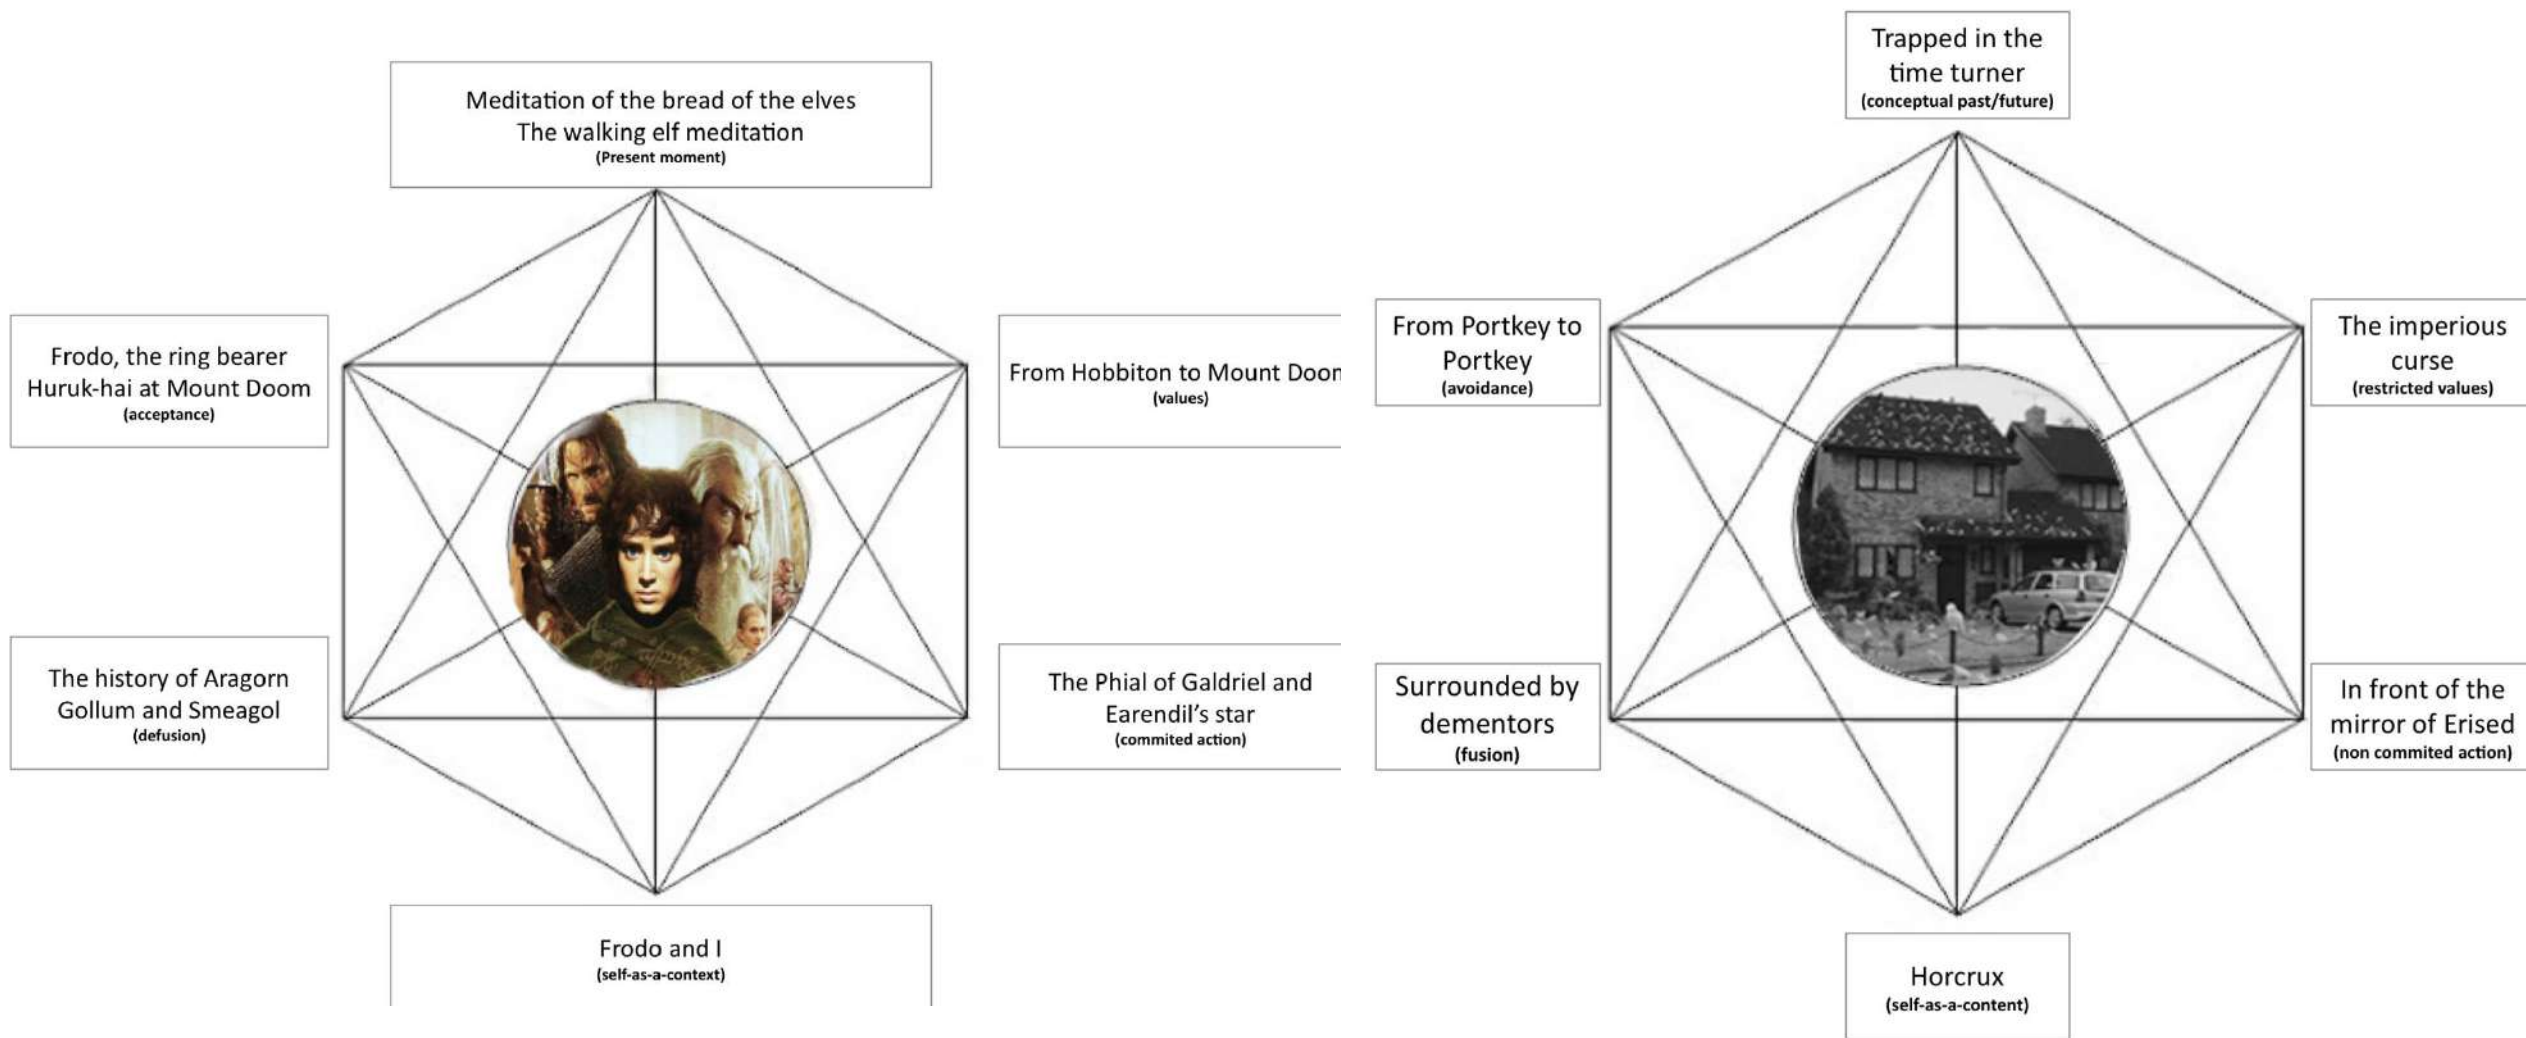 Meditation of the bread of the elves
The walking elf meditation
(Present moment)
Frodo, the ring bearer
Huruk-hai at Mount Doom
(acceptance)
From Hobbiton to Mount Doom
(values)
The history of Aragorn
Gollum and Smeagol
(defusion)
The Phial of Galdriel and
Earendil’s star
(commited action)
Frodo and I
(self-as-a-context)
Trapped in the
time turner
(conceptual past/future)
From Portkey to
Portkey
(avoidance)
The imperious
curse
(restricted values)
Surrounded by
dementors
(fusion)
In front of the
mirror of Erised
(non commited action)
Horcrux
(self-as-a-content)